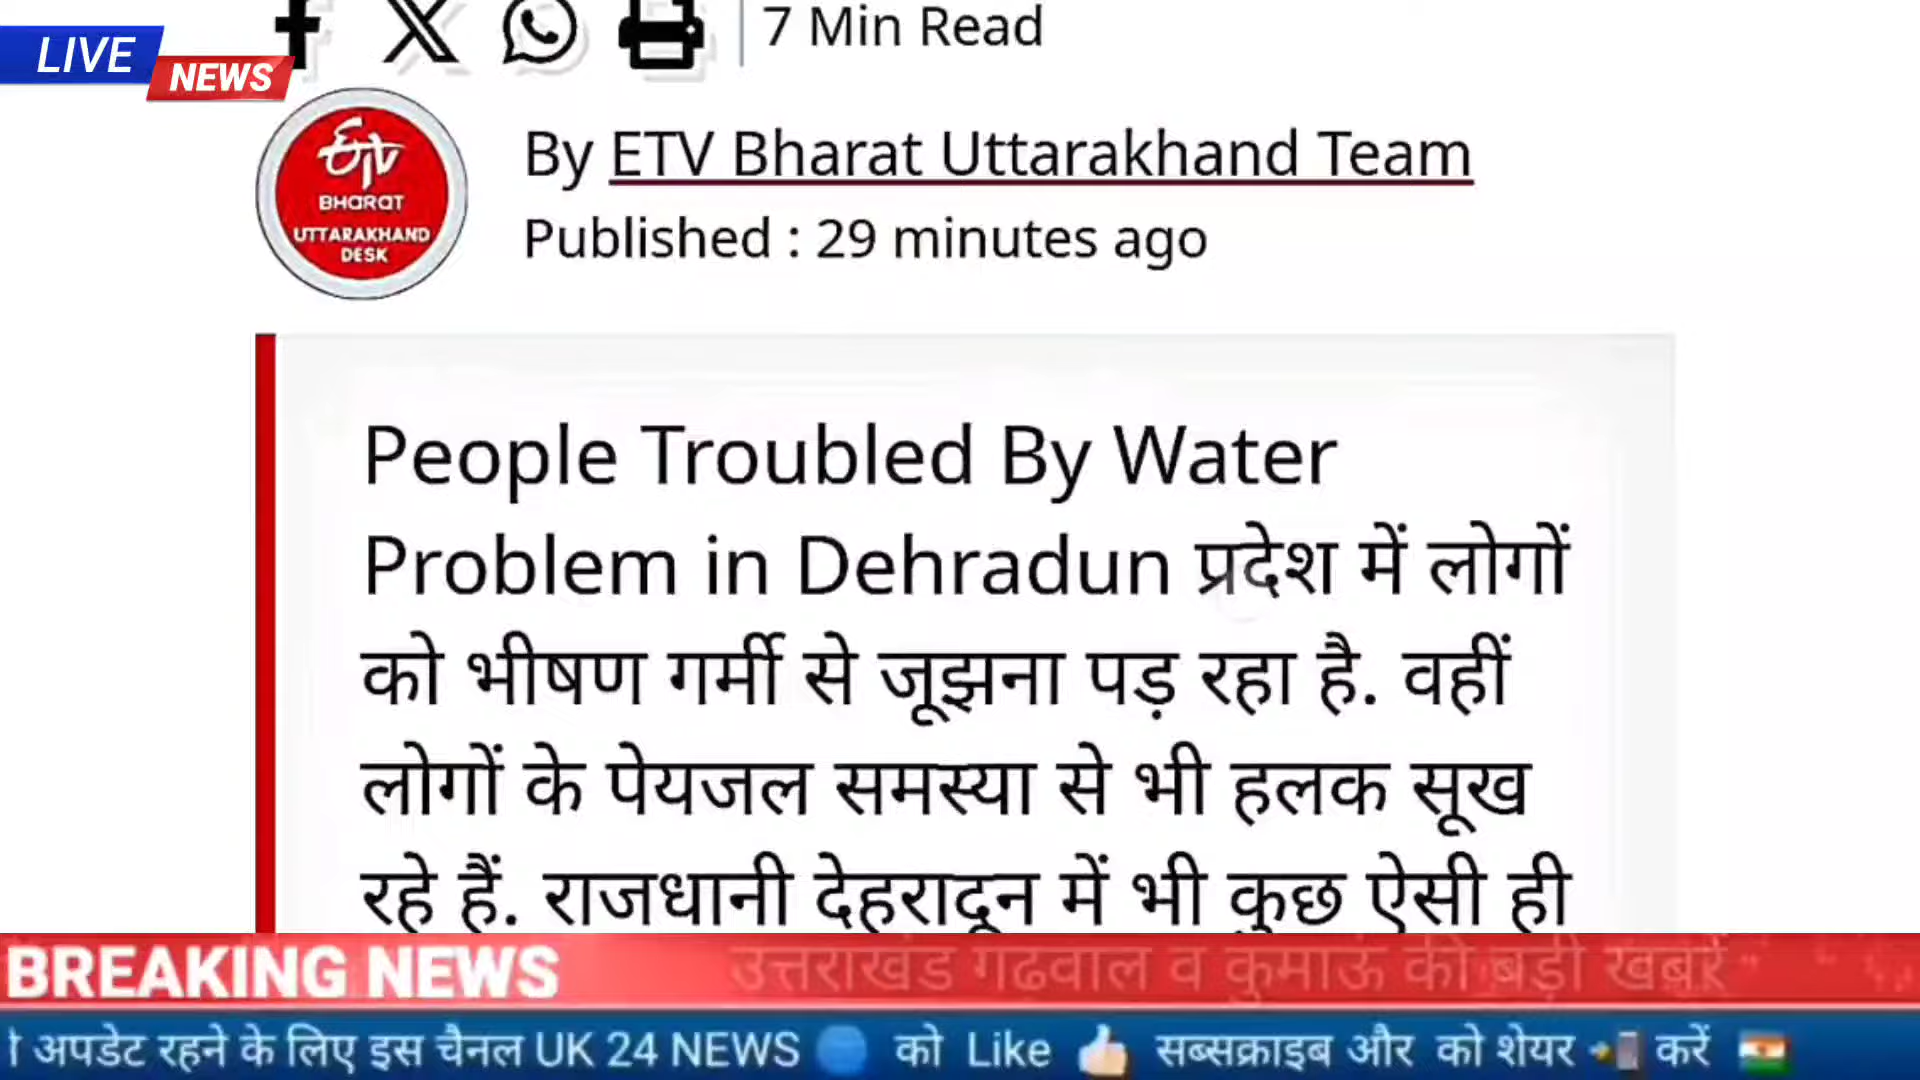 LIVE
NEWS
7 Min Read
ETV
BHARAT
UTTARAKHAND
DESK
By ETV Bharat Uttarakhand Team
Published : 29 minutes ago
People Troubled By Water
Problem in Dehradun प्रदेश में लोगों
को भीषण गर्मी से जूझना पड़ रहा है. वहीं
लोगों के पेयजल समस्या से भी हलक सूख
रहे हैं. राजधानी देहरादून में भी कुछ ऐसी ही
BREAKING NEWS
उत्तराखंड गढवाल व कुमाऊं की बड़ी खबरें
अपडेट रहने के लिए इस चैनल UK 24 NEWS 🔵 को Like 👍 सब्सक्राइब और को शेयर 📲 करें 🇮🇳